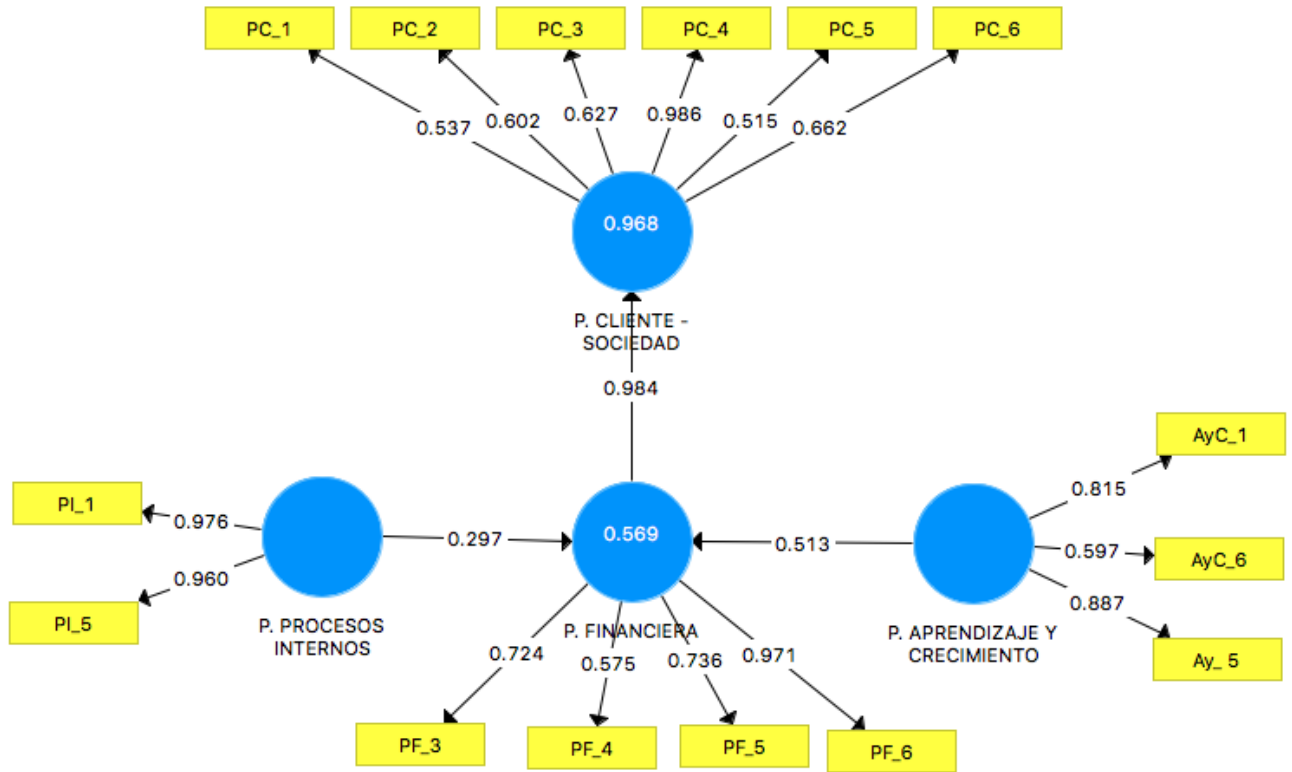 PC_1
PC_2
PC_3
PC_4
PC_5
PC_6
0.537
0.602
0.627
0.986
0.515
0.662
0.968
P. CLIENTE -
SOCIEDAD
0.984
AyC_1
PI_1
0.976
0.815
0.297
0.569
0.513
0.597
AyC_6
0.960
0.887
PI_5
P. PROCESOS
INTERNOS
P. FINANCIERA
P. APRENDIZAJE Y
CRECIMIENTO
0.724
0.575
0.736
0.971
Ay_ 5
PF_3
PF_4
PF_5
PF_6